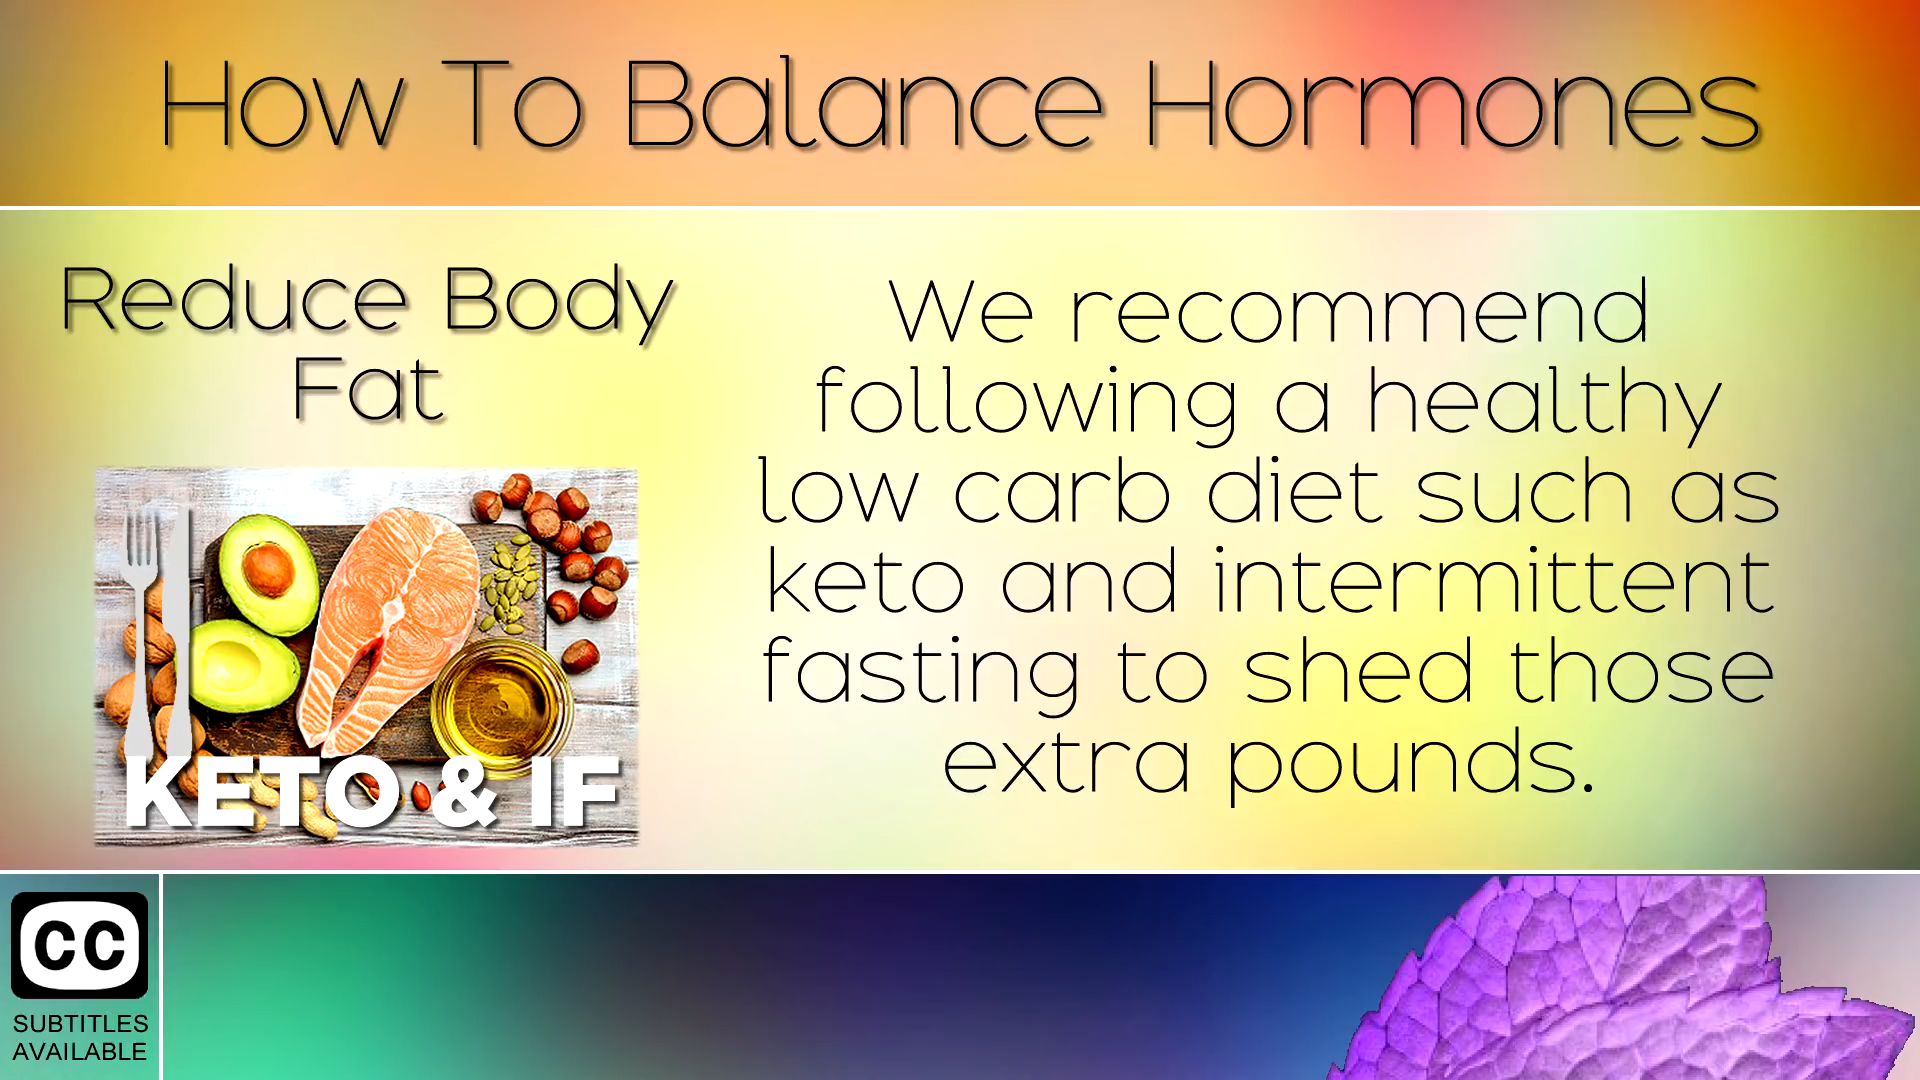 How To Balance Hormones
Reduce Body
Fat
We recommend
following a healthy
low carb diet such as
keto and intermittent
fasting to shed those
extra pounds.
KETO & IF
CC
SUBTITLES
AVAILABLE